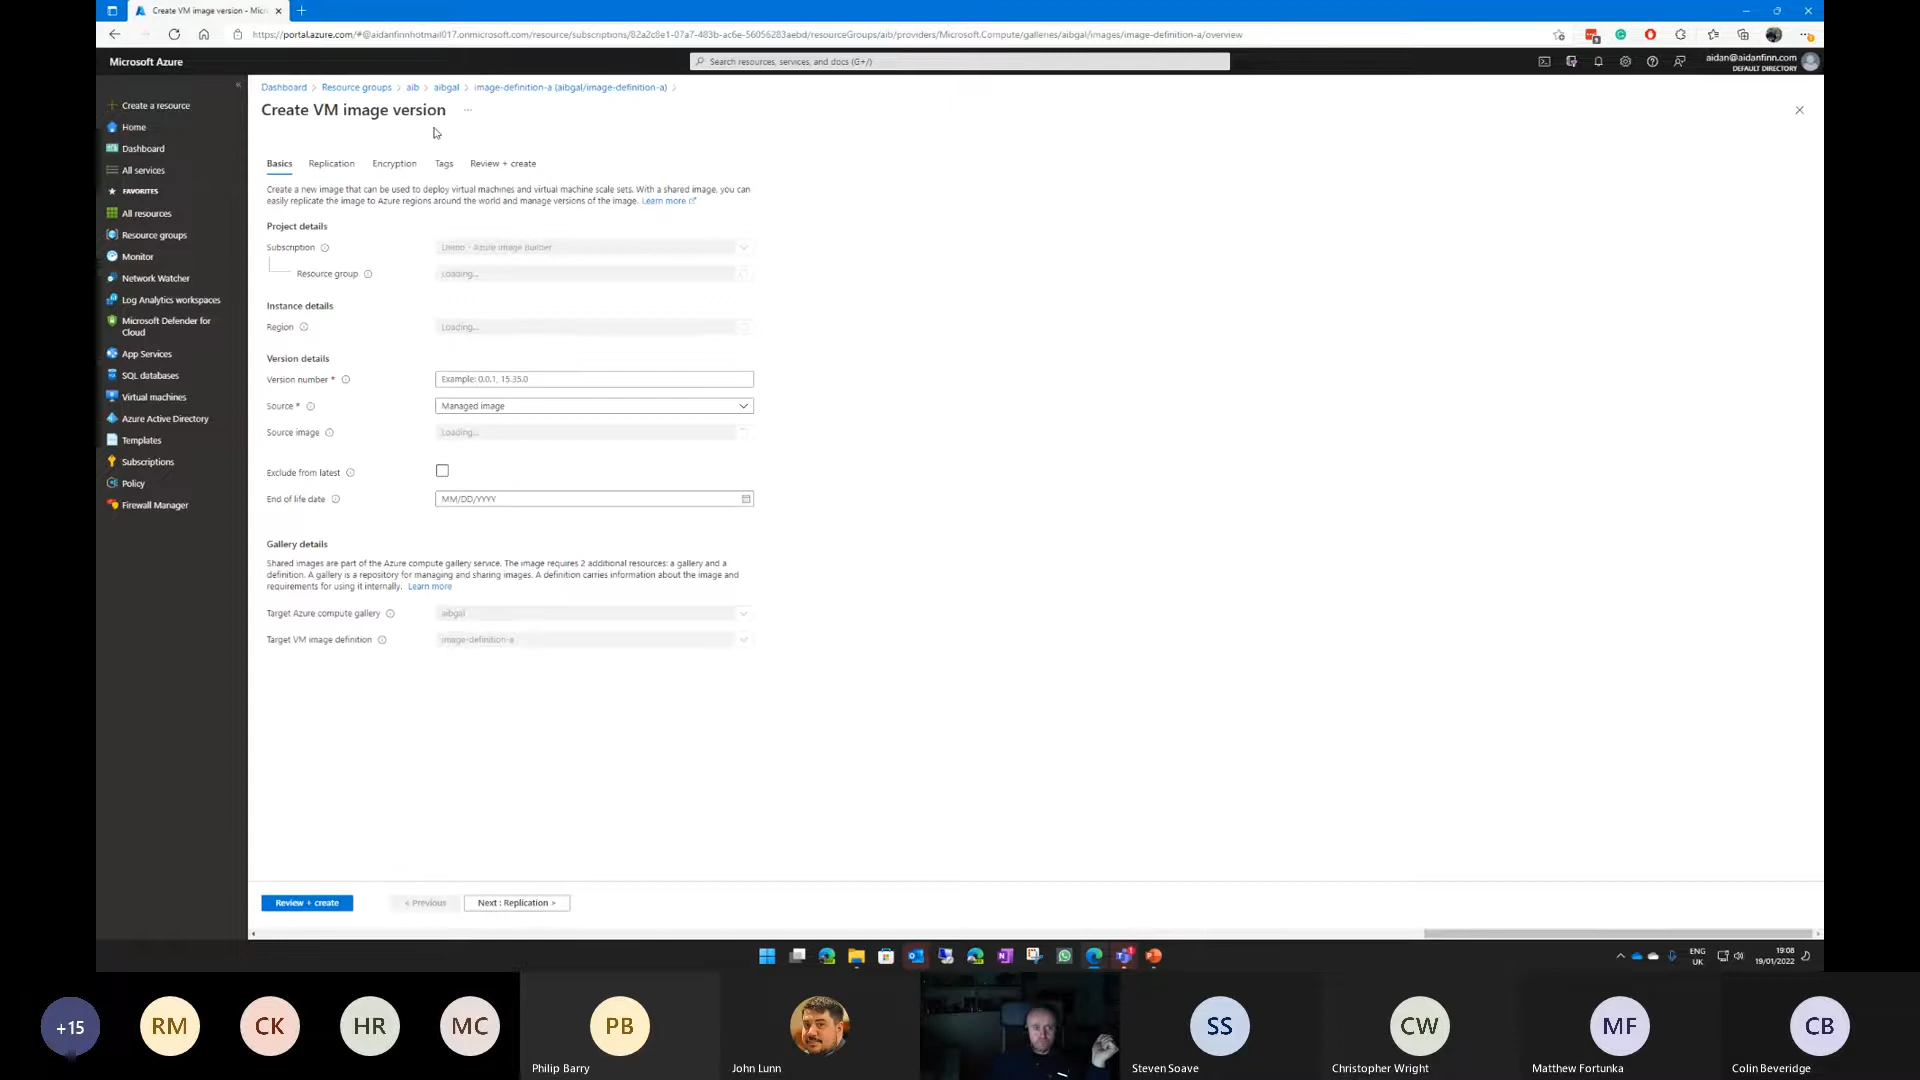 Create VM image version - Micr
https://portal.azure.com/#@aidanfinnhotmail017.onmicrosoft.com/resource/subscriptions/82a2c8e1-07a7-483b-ac6e-56056283aebd/resourceGroups/aib/providers/Microsoft.Compute/galleries/aibgal/images/image-definition-a/overview
Microsoft Azure
Search resources, services, and docs (G+/)
aidan@aidanfinn.com
DEFAULT DIRECTORY
Create a resource
Home
Dashboard
All services
FAVORITES
All resources
Resource groups
Monitor
Network Watcher
Log Analytics workspaces
Microsoft Defender for
Cloud
App Services
SQL databases
Virtual machines
Azure Active Directory
Templates
Subscriptions
Policy
Firewall Manager
Dashboard > Resource groups > aib > aibgal > image-definition-a (aibgal/image-definition-a) >
Create VM image version ...
Basics Replication Encryption Tags Review + create
Create a new image that can be used to deploy virtual machines and virtual machine scale sets. With a shared image, you can
easily replicate the image to Azure regions around the world and manage versions of the image. Learn more
Project details
Subscription Demo - Azure Image Builder
Resource group Loading...
Instance details
Region Loading...
Version details
Version number * Example: 0.0.1, 15.35.0
Source * Managed image
Source image Loading...
Exclude from latest
End of life date MM/DD/YYYY
Gallery details
Shared images are part of the Azure compute gallery service. The image requires 2 additional resources: a gallery and a
definition. A gallery is a repository for managing and sharing images. A definition carries information about the image and
requirements for using it internally. Learn more
Target Azure compute gallery aibgal
Target VM image definition image-definition-a
Review + create < Previous Next : Replication >
ENG
UK
19:08
19/01/2022
+15 RM CK HR MC PB SS CW MF CB
Philip Barry John Lunn Steven Soave Christopher Wright Matthew Fortunka Colin Beveridge